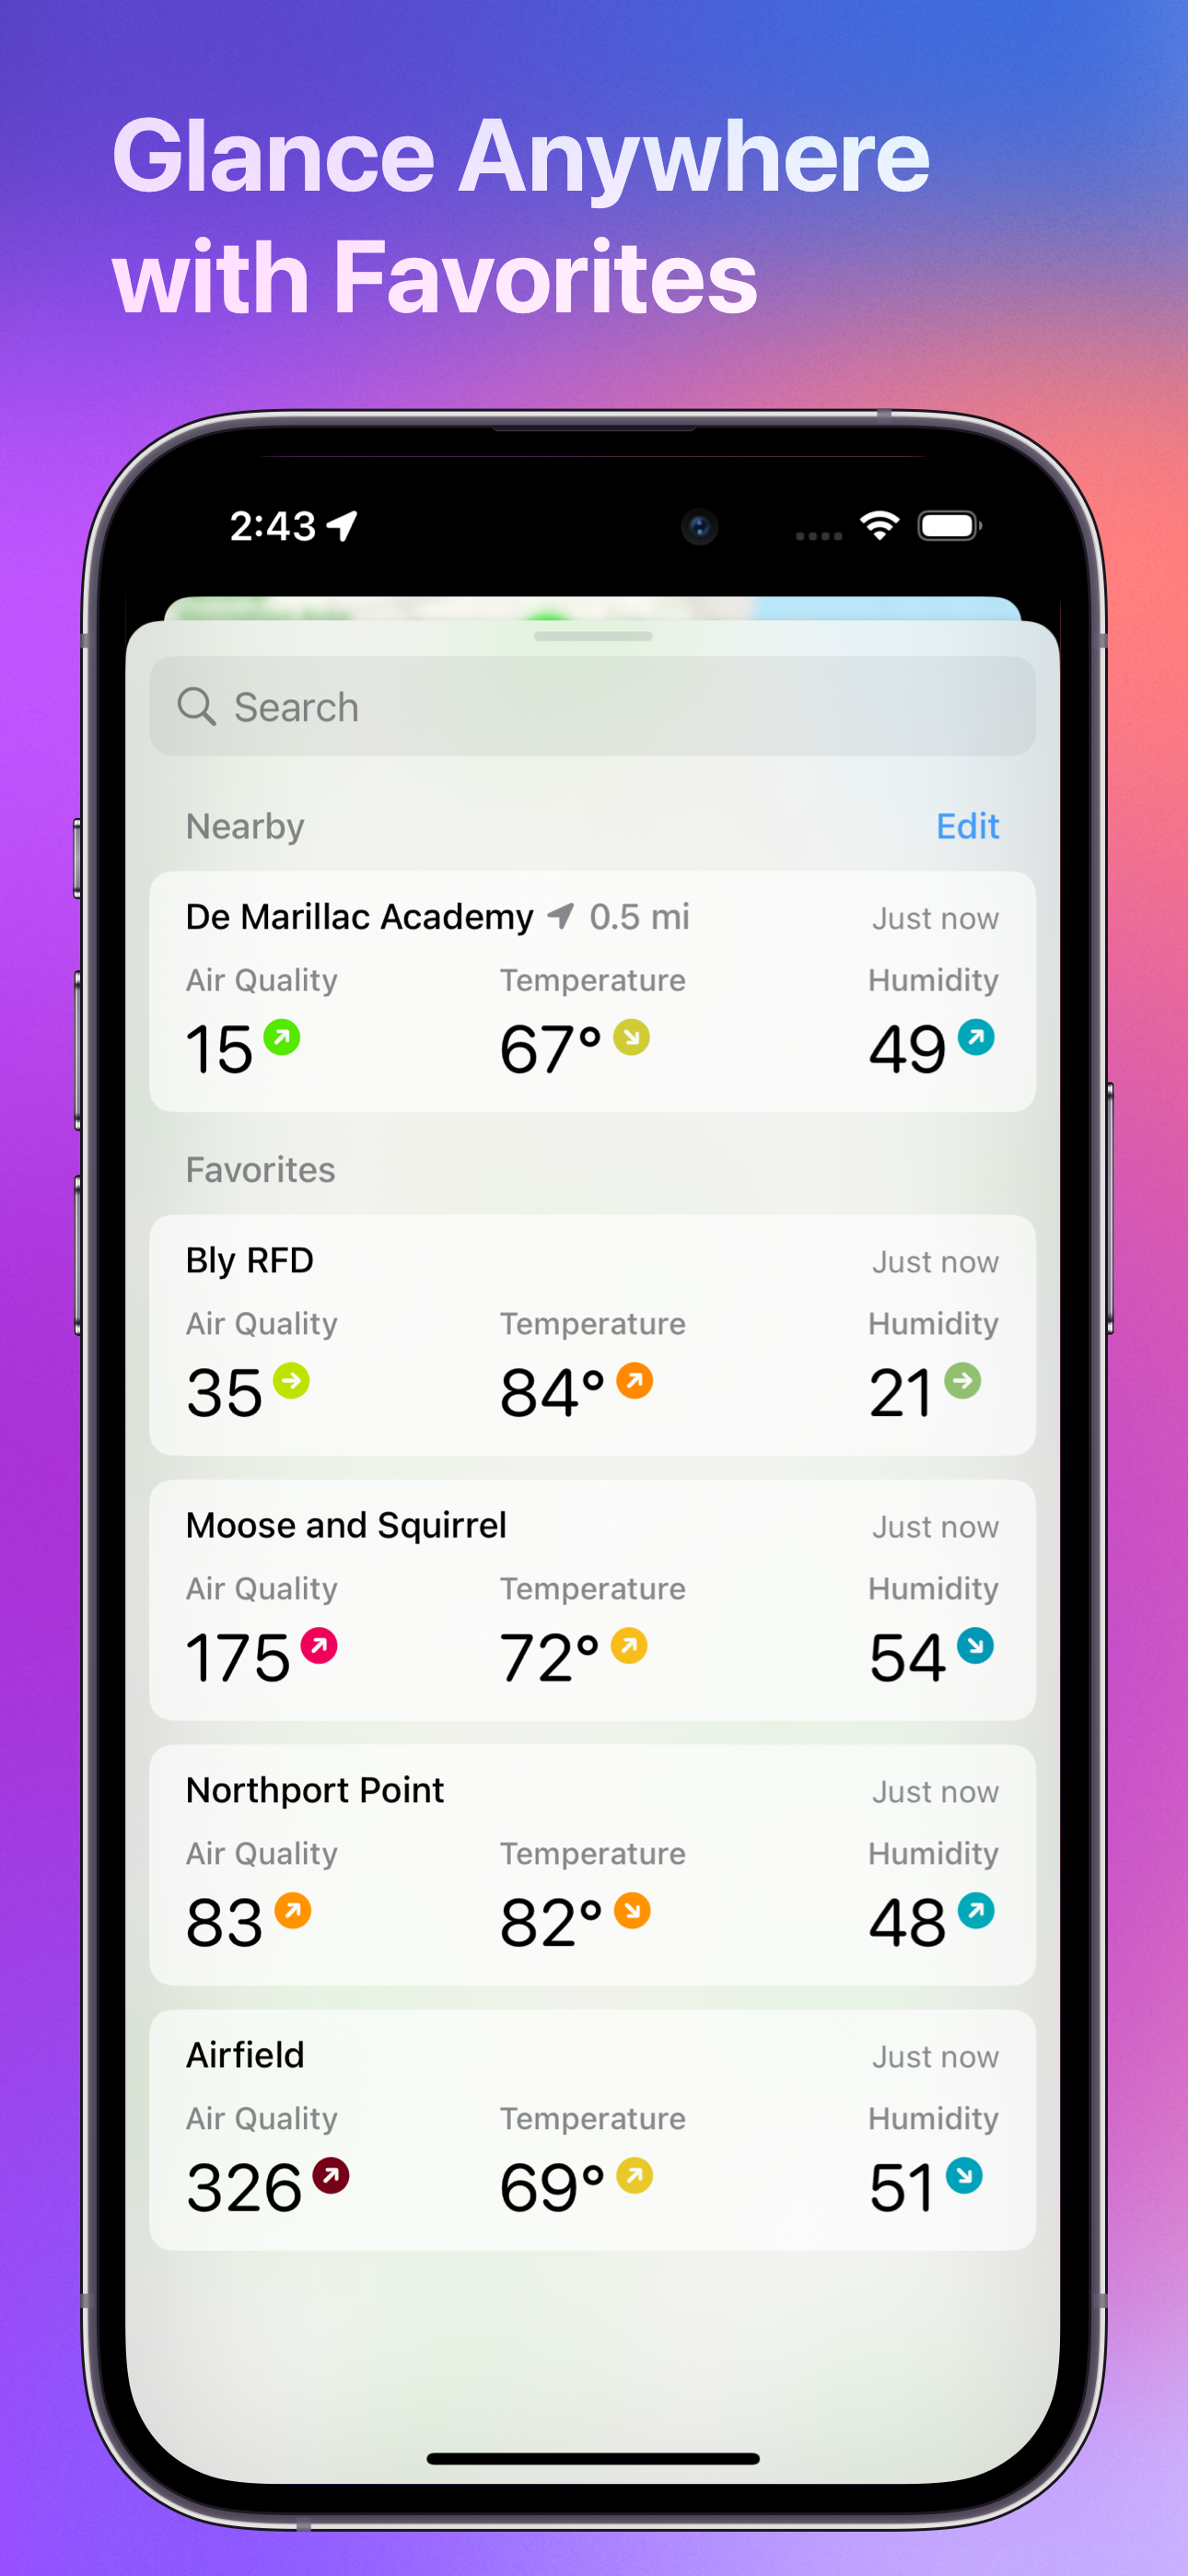 Glance Anywhere
with Favorites
2:43
Search
Nearby Edit
De Marillac Academy 0.5 mi Just now
Air Quality Temperature Humidity
15 67° 49
Favorites
Bly RFD Just now
Air Quality Temperature Humidity
35 84° 21
Moose and Squirrel Just now
Air Quality Temperature Humidity
175 72° 54
Northport Point Just now
Air Quality Temperature Humidity
83 82° 48
Airfield Just now
Air Quality Temperature Humidity
326 69° 51